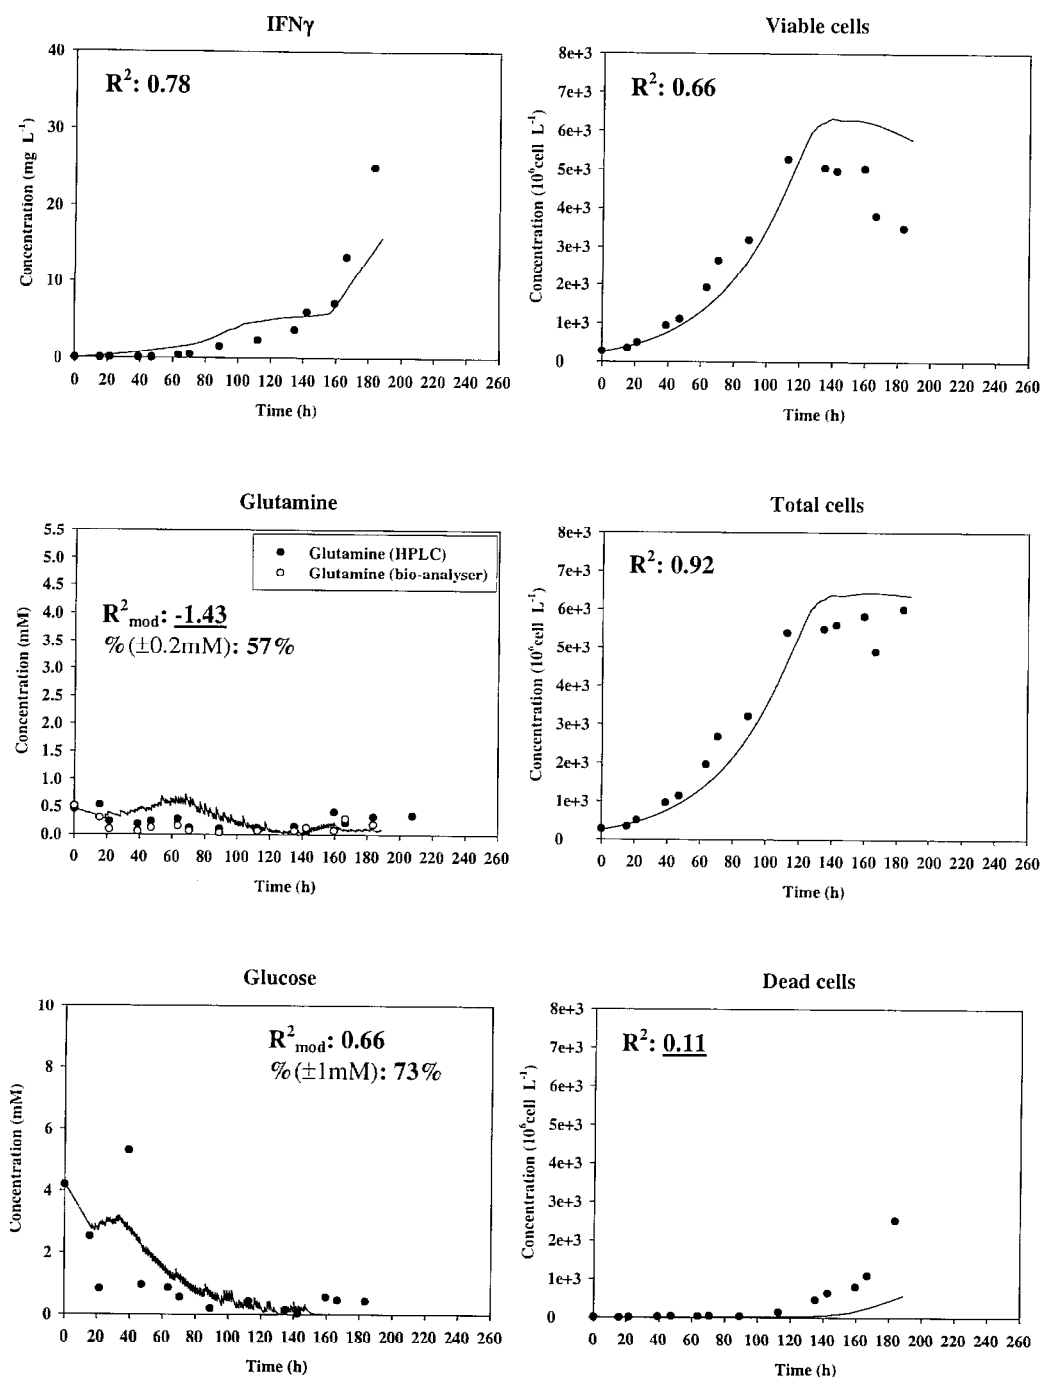 IFNγ
R²: 0.78
Concentration (mg L⁻¹)
40
30
20
10
0
0 20 40 60 80 100 120 140 160 180 200 220 240 260
Time (h)
Viable cells
R²: 0.66
Concentration (10⁶cell L⁻¹)
8e+3
7e+3
6e+3
5e+3
4e+3
3e+3
2e+3
1e+3
0
0 20 40 60 80 100 120 140 160 180 200 220 240 260
Time (h)
Glutamine
Glutamine (HPLC)
Glutamine (bio-analyser)
R²mod: -1.43
%(±0.2mM): 57%
Concentration (mM)
5.5
5.0
4.5
4.0
3.5
3.0
2.5
2.0
1.5
1.0
0.5
0.0
0 20 40 60 80 100 120 140 160 180 200 220 240 260
Time (h)
Total cells
R²: 0.92
Concentration (10⁶cell L⁻¹)
8e+3
7e+3
6e+3
5e+3
4e+3
3e+3
2e+3
1e+3
0
0 20 40 60 80 100 120 140 160 180 200 220 240 260
Time (h)
Glucose
R²mod: 0.66
%(±1mM): 73%
Concentration (mM)
10
8
6
4
2
0
0 20 40 60 80 100 120 140 160 180 200 220 240 260
Time (h)
Dead cells
R²: 0.11
Concentration (10⁶cell L⁻¹)
8e+3
7e+3
6e+3
5e+3
4e+3
3e+3
2e+3
1e+3
0
0 20 40 60 80 100 120 140 160 180 200 220 240 260
Time (h)